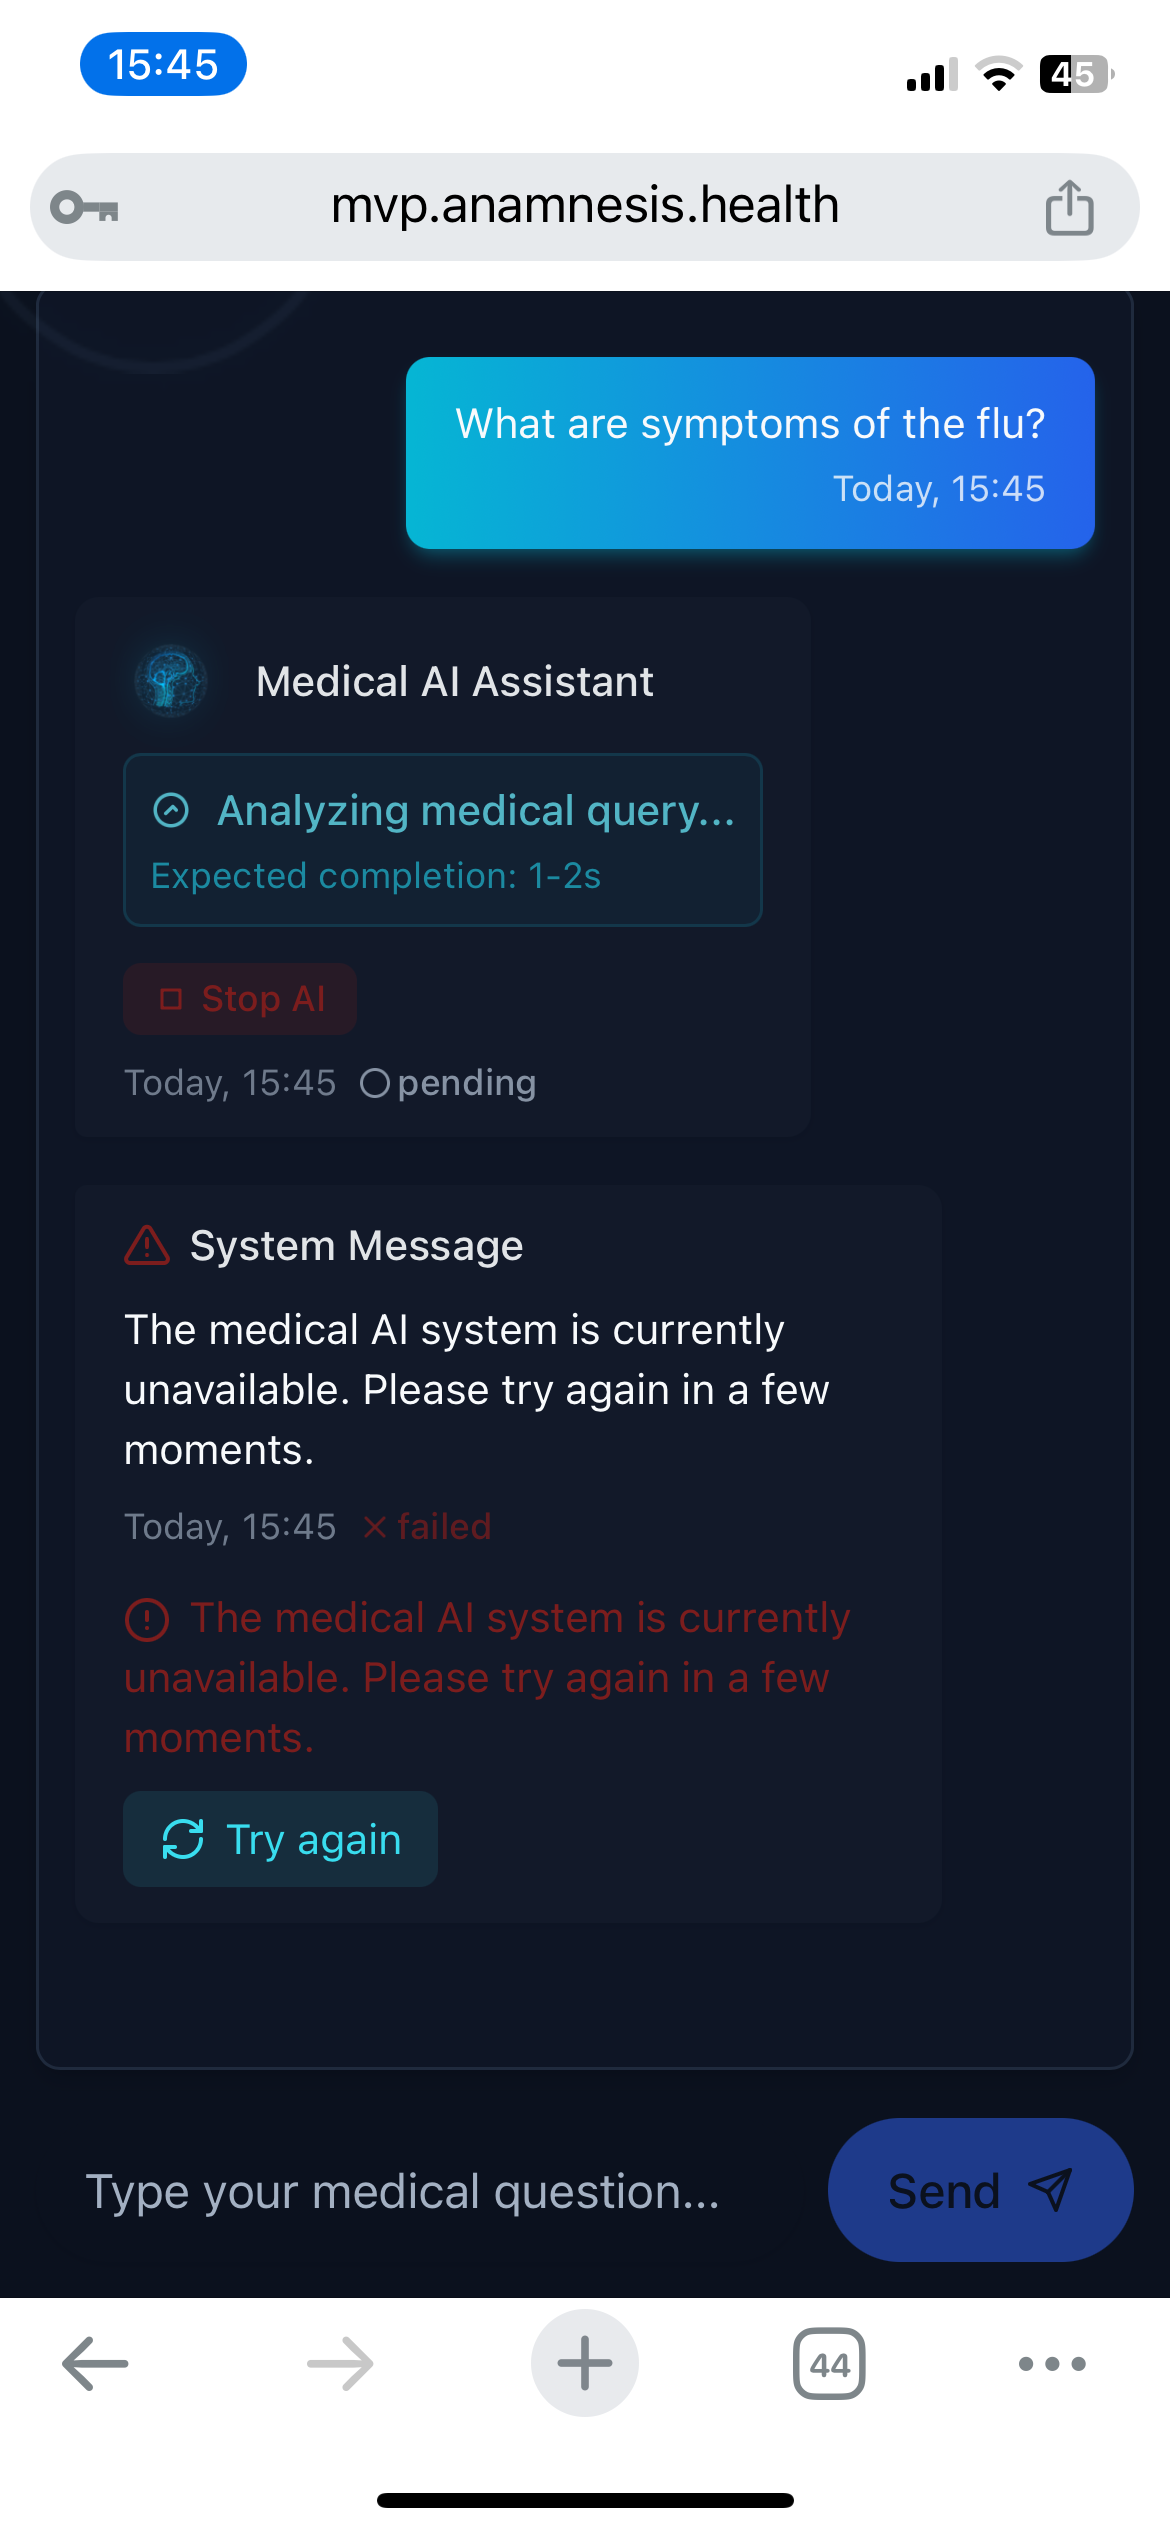 15:45
45
mvp.anamnesis.health
What are symptoms of the flu?
Today, 15:45
Medical AI Assistant
Analyzing medical query...
Expected completion: 1-2s
Stop AI
Today, 15:45 pending
System Message
The medical AI system is currently
unavailable. Please try again in a few
moments.
Today, 15:45 failed
The medical AI system is currently
unavailable. Please try again in a few
moments.
Try again
Type your medical question...
Send
44